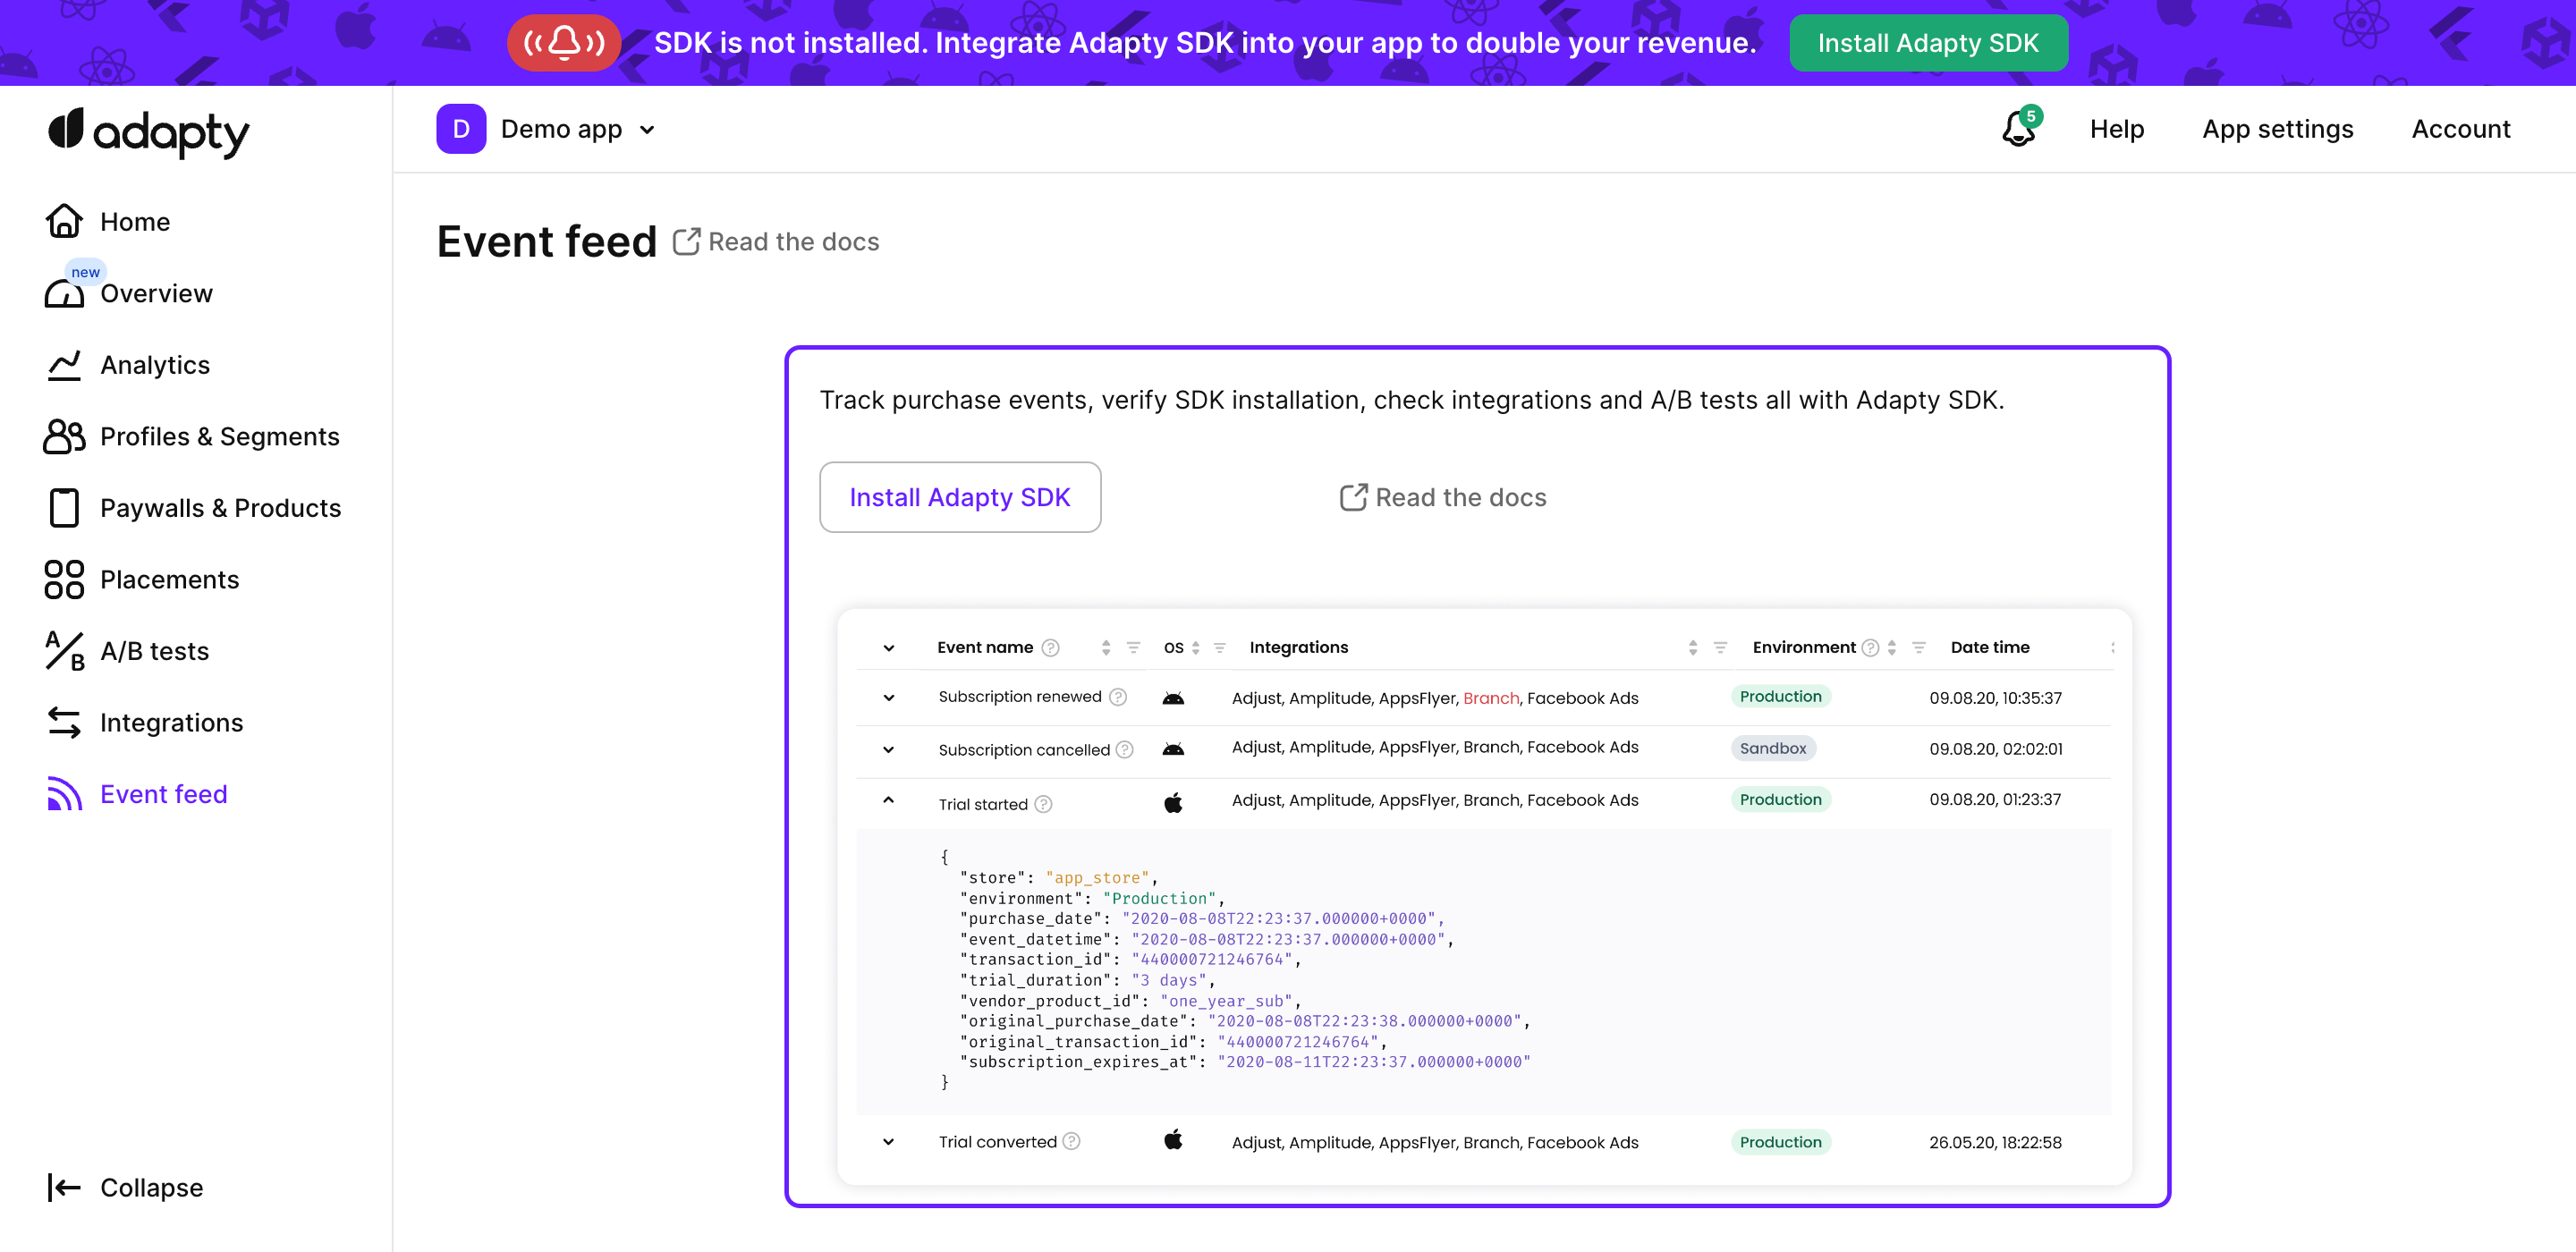 SDK is not installed. Integrate Adapty SDK into your app to double your revenue.
Install Adapty SDK
adapty
D
Demo app
5
Help
App settings
Account
Home
new
Overview
Analytics
Profiles & Segments
Paywalls & Products
Placements
A/B
A/B tests
Integrations
Event feed
Collapse
Event feed
Read the docs
Track purchase events, verify SDK installation, check integrations and A/B tests all with Adapty SDK.
Install Adapty SDK
Read the docs
Event name ? OS Integrations Environment ? Date time
Subscription renewed ? Adjust, Amplitude, AppsFlyer, Branch, Facebook Ads Production 09.08.20, 10:35:37
Subscription cancelled ? Adjust, Amplitude, AppsFlyer, Branch, Facebook Ads Sandbox 09.08.20, 02:02:01
Trial started ? Adjust, Amplitude, AppsFlyer, Branch, Facebook Ads Production 09.08.20, 01:23:37
{
"store": "app_store",
"environment": "Production",
"purchase_date": "2020-08-08T22:23:37.000000+0000",
"event_datetime": "2020-08-08T22:23:37.000000+0000",
"transaction_id": "440000721246764",
"trial_duration": "3 days",
"vendor_product_id": "one_year_sub",
"original_purchase_date": "2020-08-08T22:23:38.000000+0000",
"original_transaction_id": "440000721246764",
"subscription_expires_at": "2020-08-11T22:23:37.000000+0000"
}
Trial converted ? Adjust, Amplitude, AppsFlyer, Branch, Facebook Ads Production 26.05.20, 18:22:58